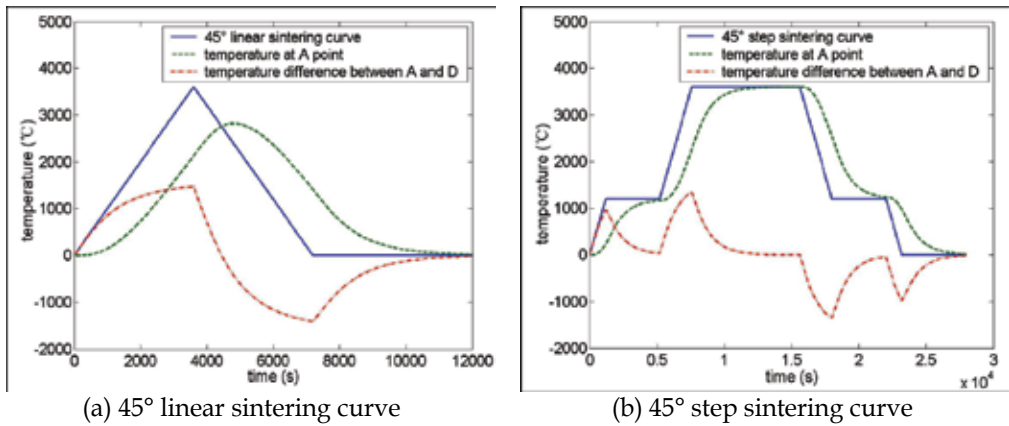 5000
4000
3000
2000
1000
0
-1000
-2000
temperature (℃)
45° linear sintering curve
temperature at A point
temperature difference between A and D
0 2000 4000 6000 8000 10000 12000
time (s)
(a) 45° linear sintering curve
5000
4000
3000
2000
1000
0
-1000
-2000
temperature (℃)
45° step sintering curve
temperature at A point
temperature difference between A and D
0 0.5 1 1.5 2 2.5 3
time (s)
x 10⁴
(b) 45° step sintering curve